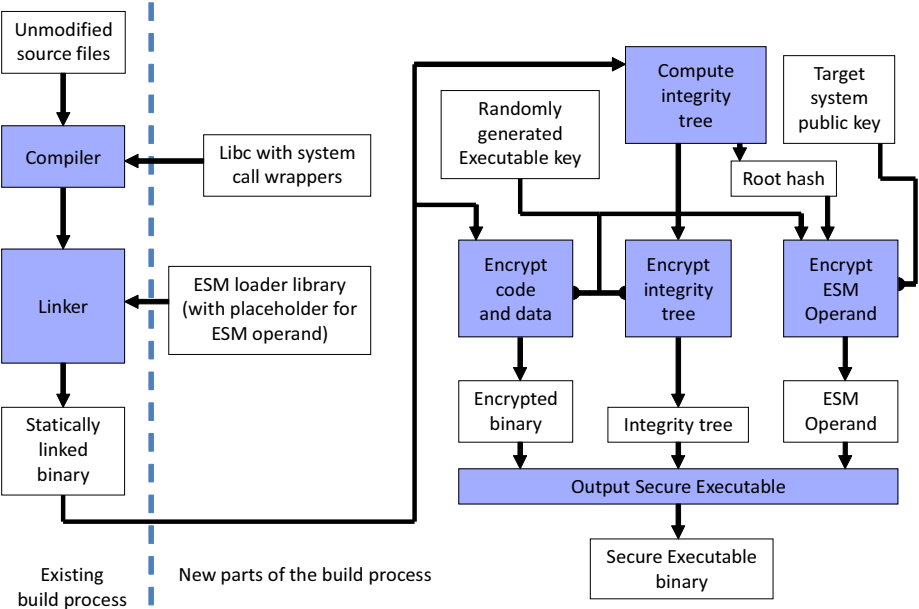 Unmodified
source files
Compiler
Libc with system
call wrappers
Linker
ESM loader library
(with placeholder for
ESM operand)
Statically
linked
binary
Existing
build process
New parts of the build process
Compute
integrity
tree
Randomly
generated
Executable key
Target
system
public key
Root hash
Encrypt
code
and data
Encrypt
integrity
tree
Encrypt
ESM
Operand
Encrypted
binary
Integrity tree
ESM
Operand
Output Secure Executable
Secure Executable
binary